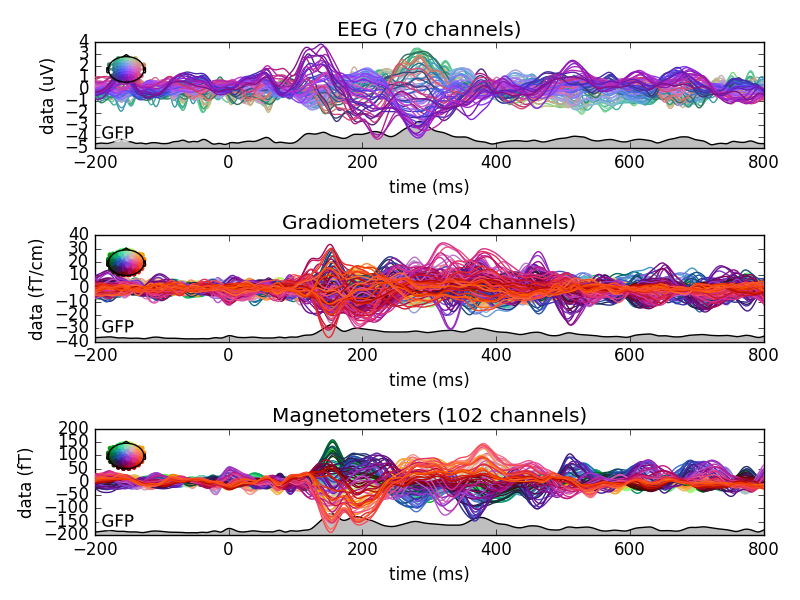 EEG (70 channels)
data (uV)
4
3
2
1
0
−1
−2
−3
−4
−5
GFP
−200 0 200 400 600 800
time (ms)
Gradiometers (204 channels)
data (fT/cm)
40
30
20
10
0
−10
−20
−30
−40
GFP
−200 0 200 400 600 800
time (ms)
Magnetometers (102 channels)
data (fT)
200
150
100
50
0
−50
−100
−150
−200
GFP
−200 0 200 400 600 800
time (ms)